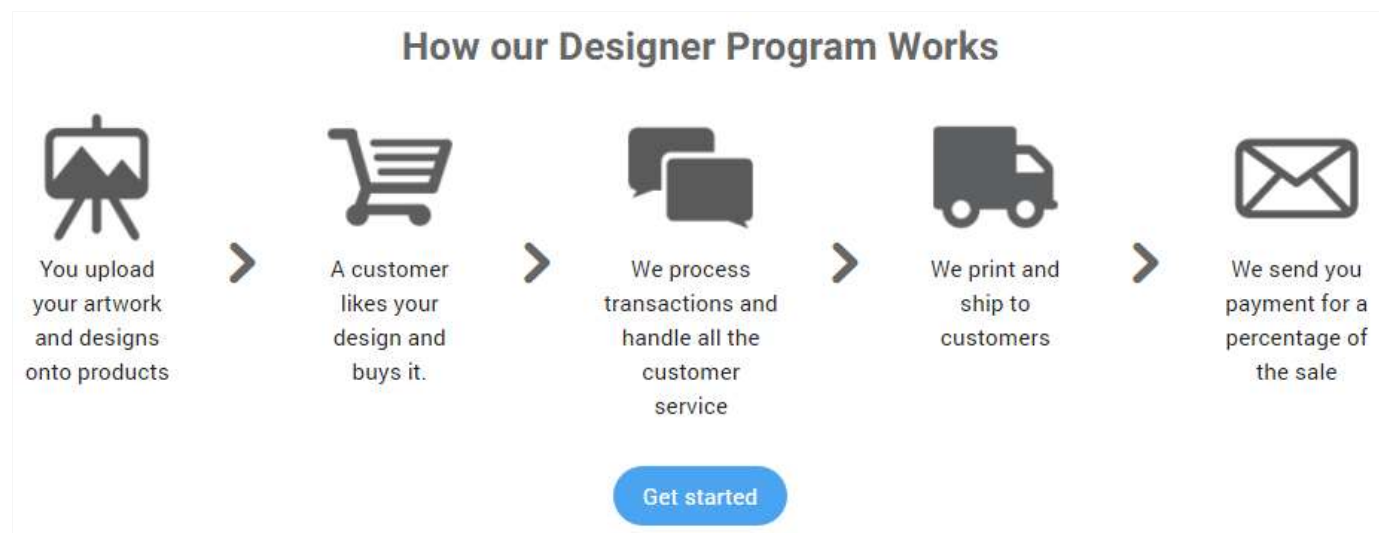 How our Designer Program Works
You upload
your artwork
and designs
onto products
A customer
likes your
design and
buys it.
We process
transactions and
handle all the
customer
service
We print and
ship to
customers
We send you
payment for a
percentage of
the sale
Get started